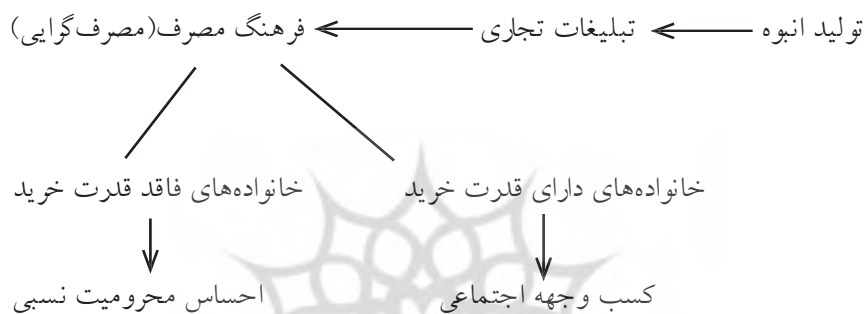 تولید انبوه تبلیغات تجاری فرهنگ مصرف(مصرف‌گرایی)
خانواده‌های دارای قدرت خرید خانواده‌های فاقد قدرت خرید
کسب وجهه اجتماعی احساس محرومیت نسبی